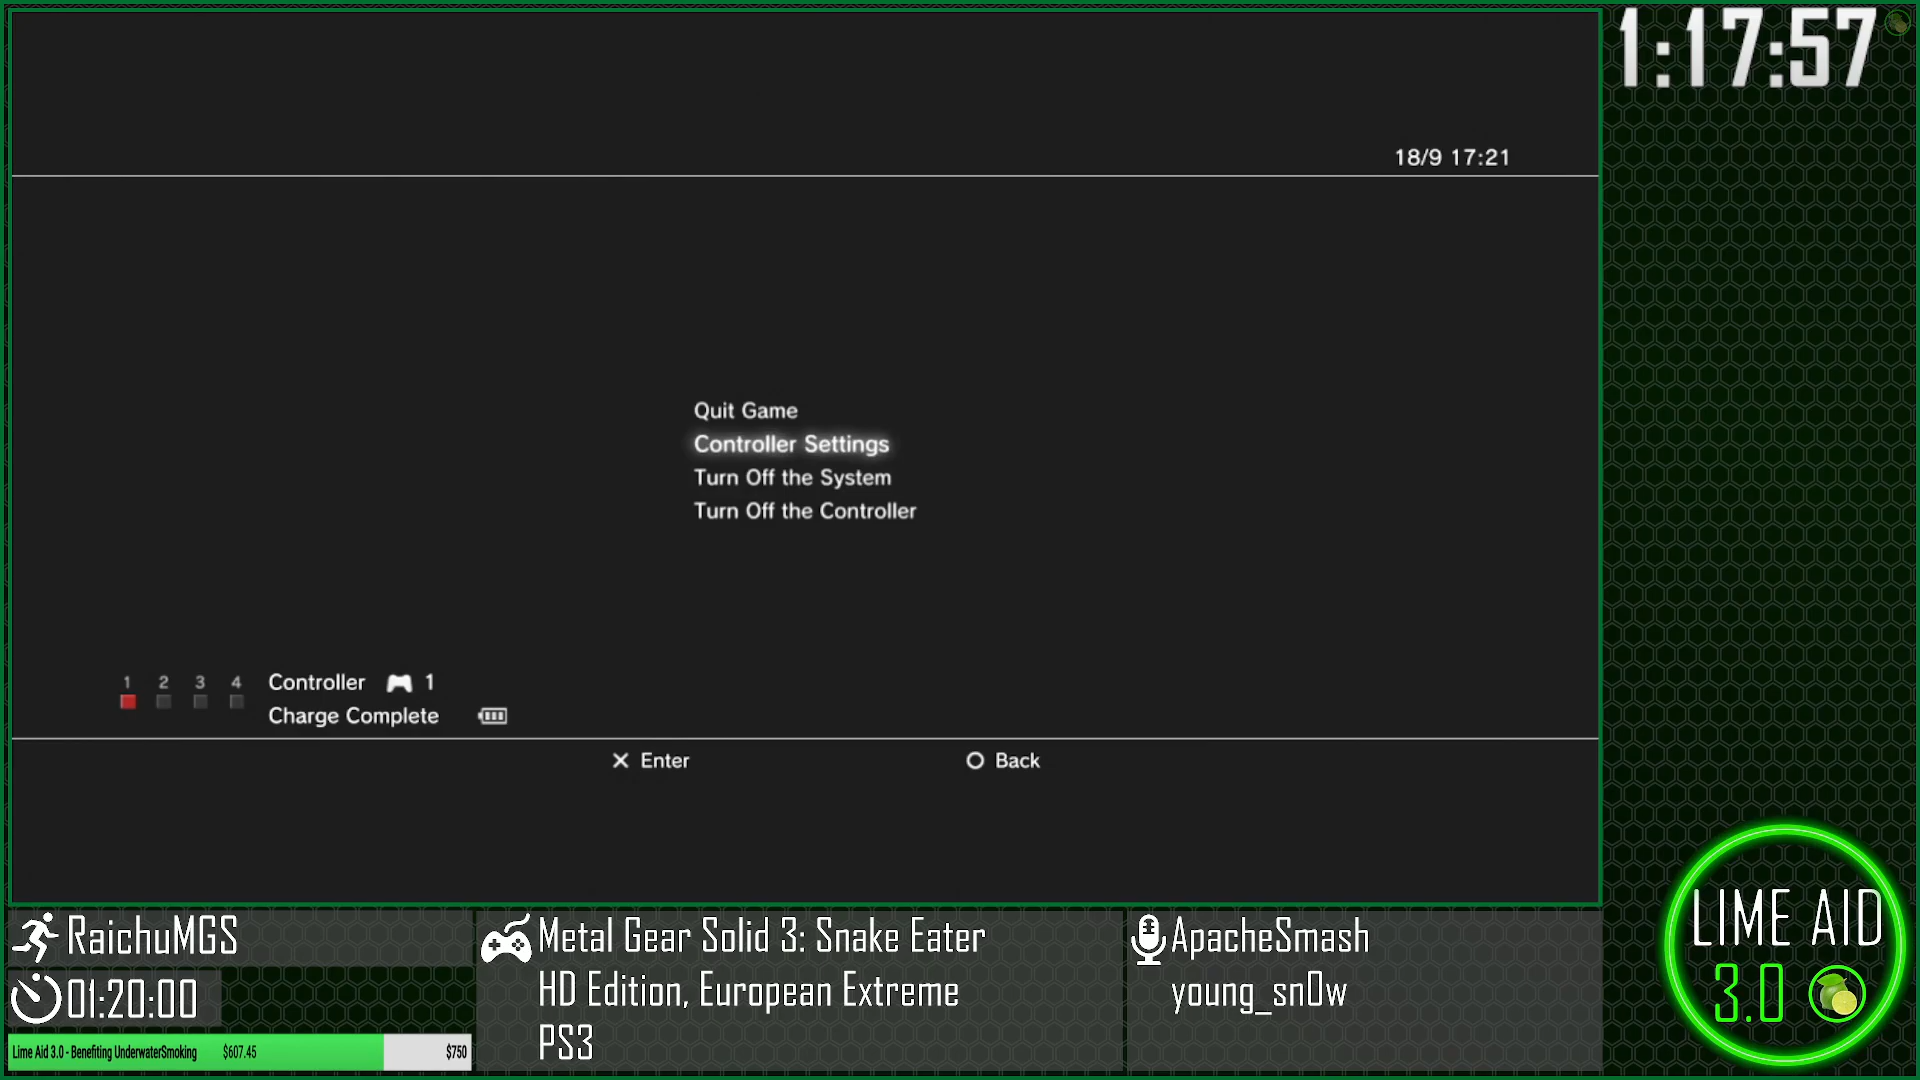 1:17:57
18/9 17:21
Quit Game
Controller Settings
Turn Off the System
Turn Off the Controller
1 2 3 4 Controller 1
Charge Complete
Enter
Back
RaichuMGS
01:20:00
Lime Aid 3.0 - Benefiting UnderwaterSmoking $607.45 $750
Metal Gear Solid 3: Snake Eater
HD Edition, European Extreme
PS3
ApacheSmash
young_sn0w
LIME AID
3.0